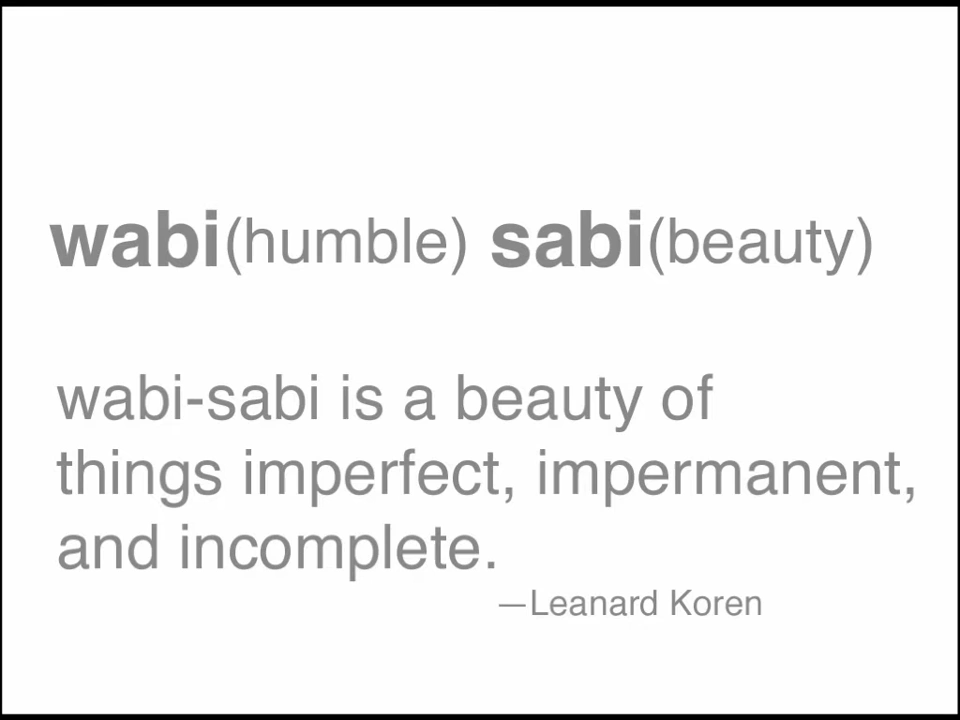 wabi(humble) sabi(beauty)
wabi-sabi is a beauty of
things imperfect, impermanent,
and incomplete.
—Leanard Koren